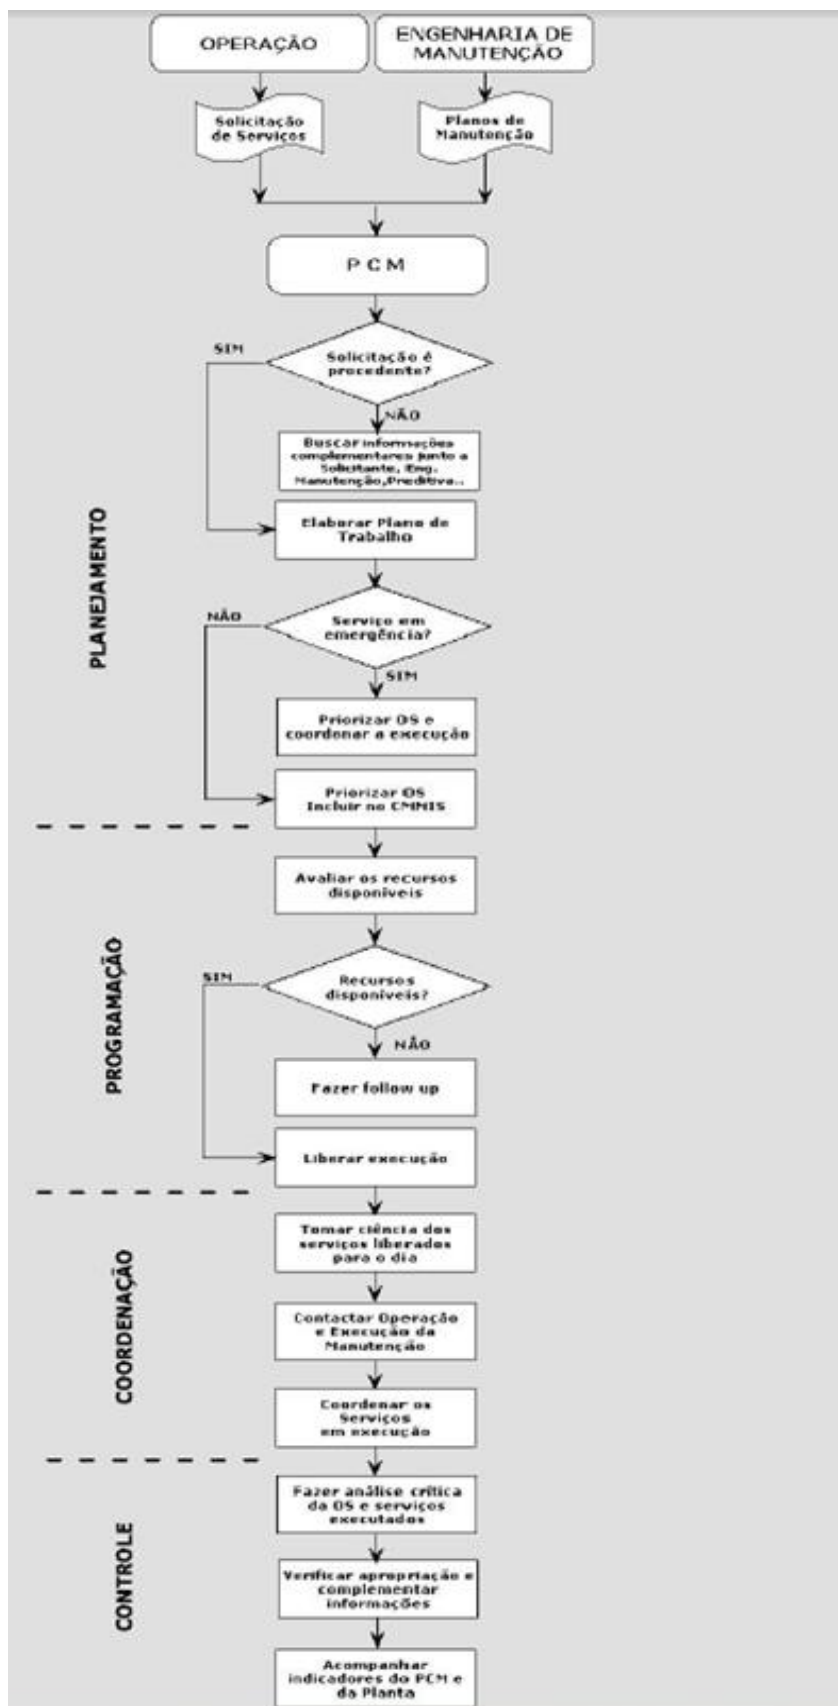 OPERAÇÃO
ENGENHARIA DE
MANUTENÇÃO
Solicitação
de Serviços
Planos de
Manutenção
P C M
SIM
Solicitação é
procedente?
NÃO
Buscar informações
complementares junto a
Solicitante, Eng.
Manutenção,Preditiva..
Elaborar Plano de
Trabalho
PLANEJAMENTO
NÃO
Serviço em
emergência?
SIM
Priorizar OS e
coordenar a execução
Priorizar OS
Incluir no CMNIS
Avaliar os recursos
disponíveis
PROGRAMAÇÃO
SIM
Recursos
disponíveis?
NÃO
Fazer follow up
Liberar execução
Tomar ciência dos
serviços liberados
para o dia
COORDENAÇÃO
Contactar Operação
e Execução da
Manutenção
Coordenar os
Serviços
em execução
Fazer análise crítica
da OS e serviços
executados
CONTROLE
Verificar apropriação e
complementar
informações
Acompanhar
indicadores do PCM e
da Planta